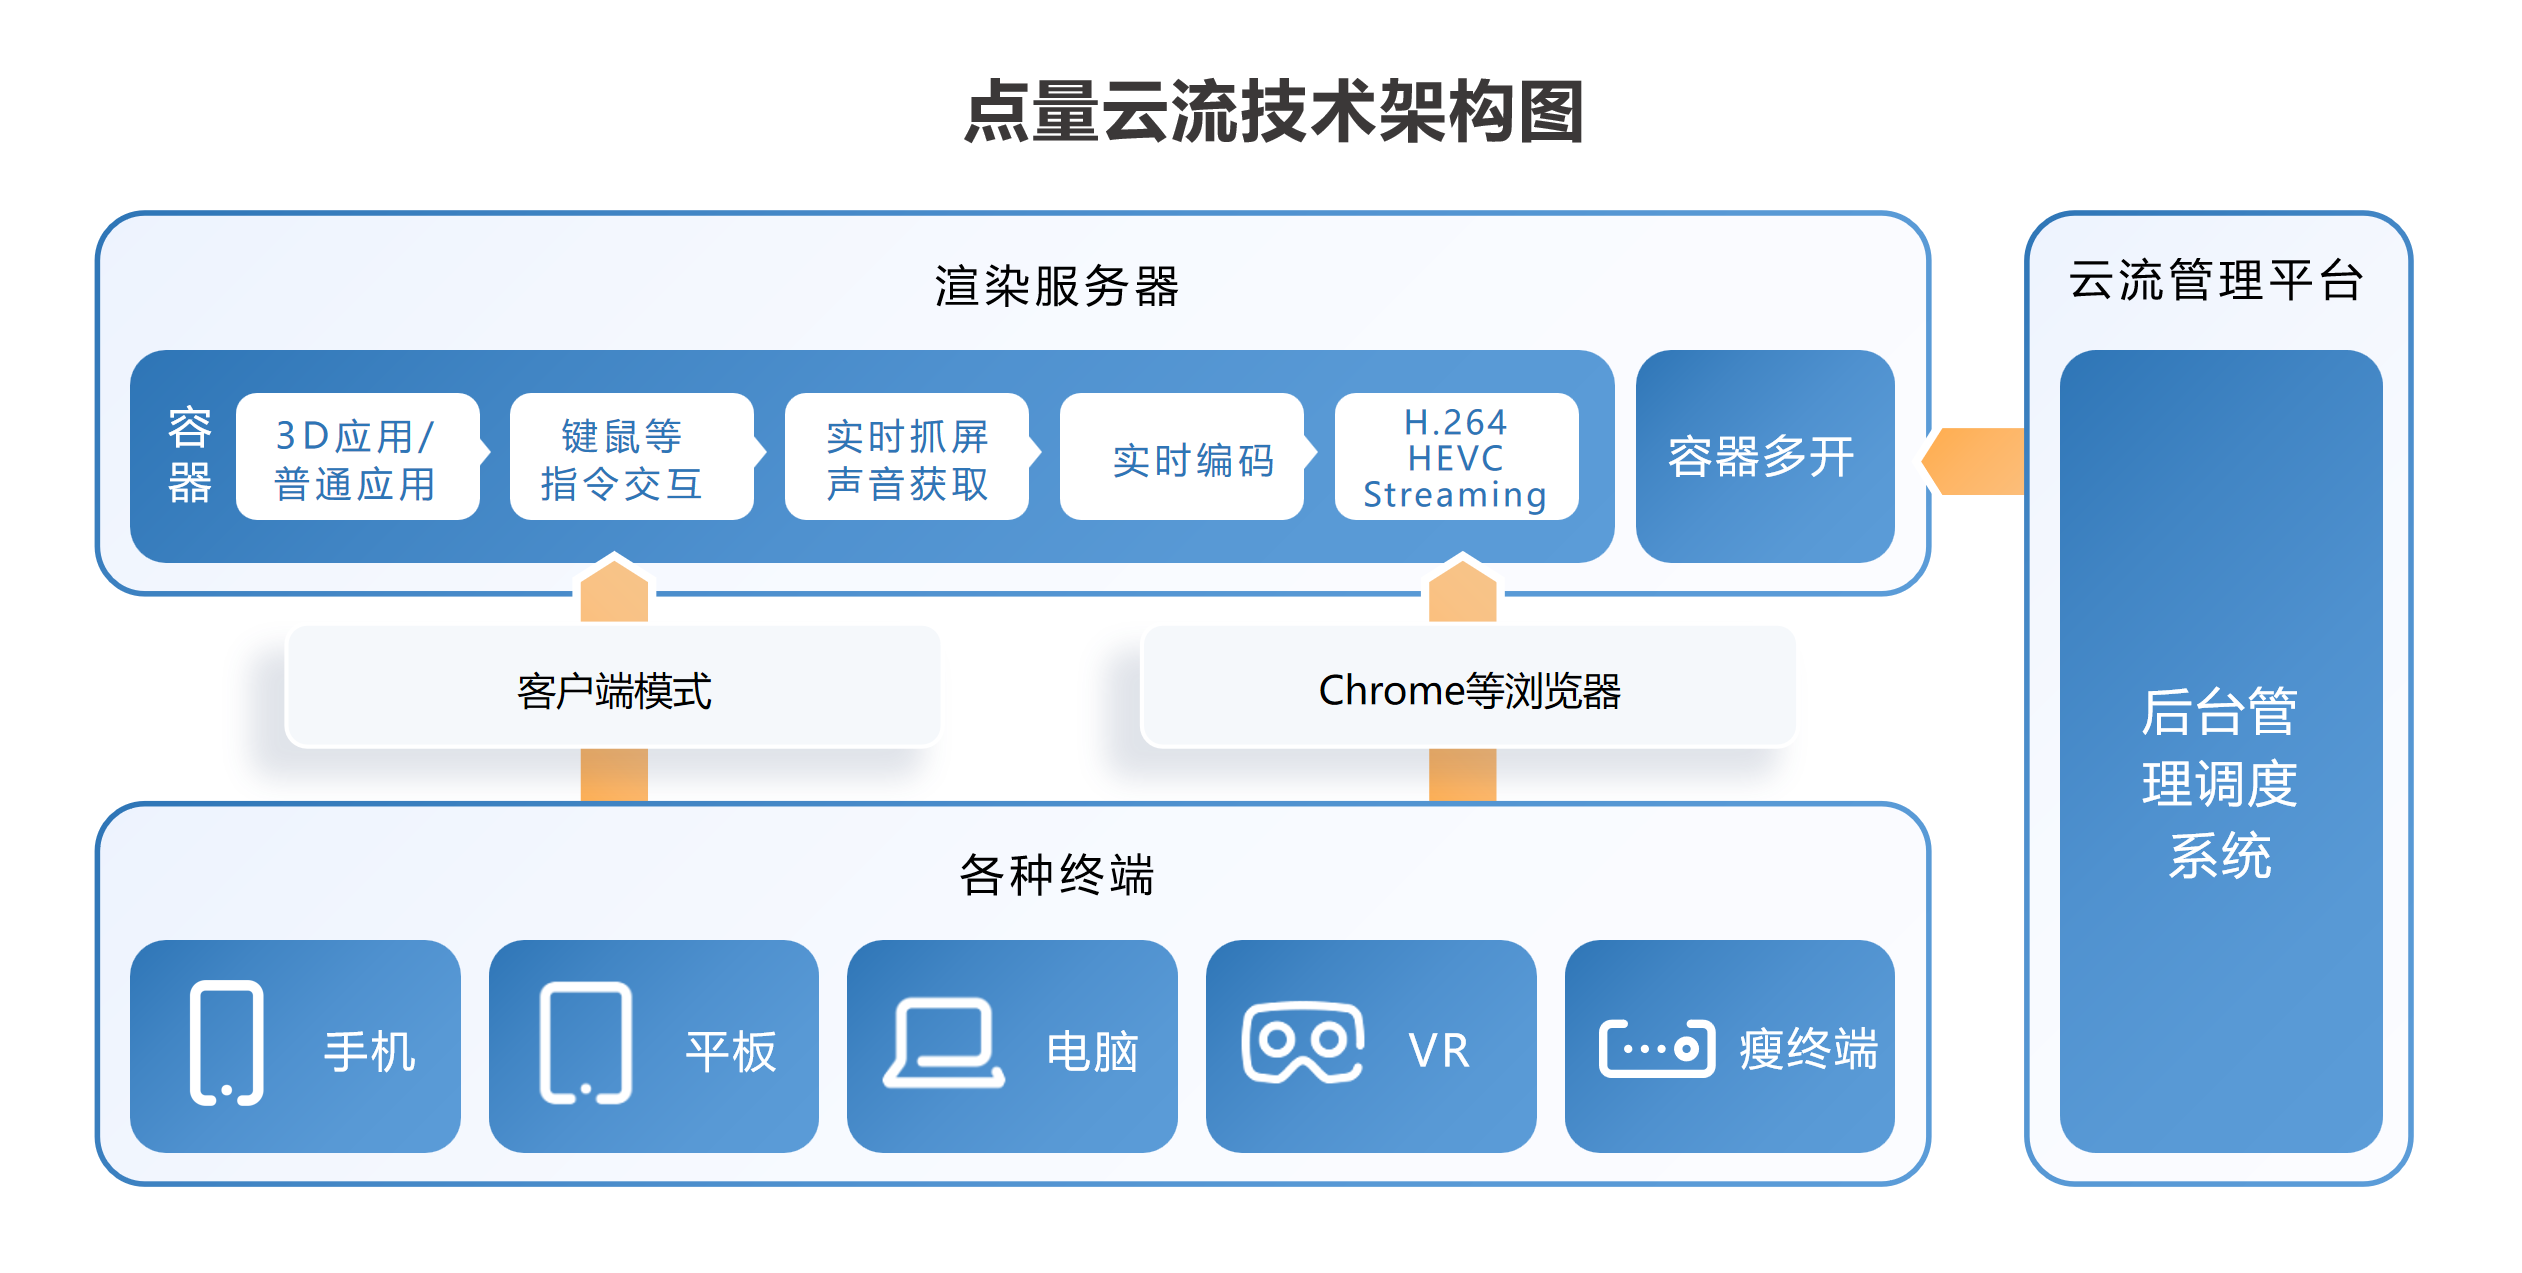 点量云流技术架构图
渲染服务器
容
器
3D应用/
普通应用
键鼠等
指令交互
实时抓屏
声音获取
实时编码
H.264
HEVC
Streaming
容器多开
云流管理平台
后台管
理调度
系统
客户端模式
Chrome等浏览器
各种终端
手机
平板
电脑
VR
瘦终端